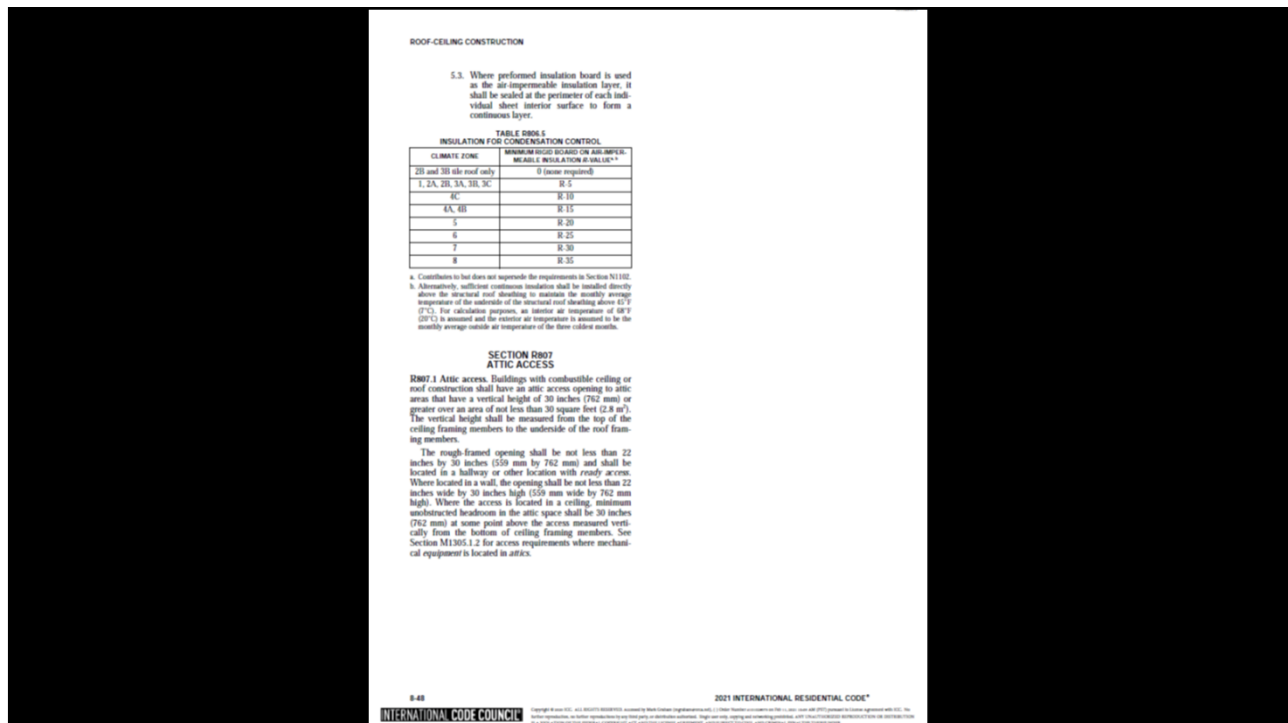 ROOF-CEILING CONSTRUCTION
5.3. Where preformed insulation board is used
as the air-impermeable insulation layer, it
shall be sealed at the perimeter of each indi-
vidual sheet interior surface to form a
continuous layer.
TABLE R806.5
INSULATION FOR CONDENSATION CONTROL
CLIMATE ZONE
MINIMUM RIGID BOARD ON AIR-IMPER-
MEABLE INSULATION R-VALUEa, b
2B and 3B tile roof only 0 (none required)
1, 2A, 2B, 3A, 3B, 3C R-5
4C R-10
4A, 4B R-15
5 R-20
6 R-25
7 R-30
8 R-35
a. Contributes to but does not supersede the requirements in Section N1102.
b. Alternatively, sufficient continuous insulation shall be installed directly
above the structural roof sheathing to maintain the monthly average
temperature of the underside of the structural roof sheathing above 45°F
(7°C). For calculation purposes, an interior air temperature of 68°F
(20°C) is assumed and the exterior air temperature is assumed to be the
monthly average outside air temperature of the three coldest months.
SECTION R807
ATTIC ACCESS
R807.1 Attic access. Buildings with combustible ceiling or
roof construction shall have an attic access opening to attic
areas that have a vertical height of 30 inches (762 mm) or
greater over an area of not less than 30 square feet (2.8 m²).
The vertical height shall be measured from the top of the
ceiling framing members to the underside of the roof fram-
ing members.
The rough-framed opening shall be not less than 22
inches by 30 inches (559 mm by 762 mm) and shall be
located in a hallway or other location with ready access.
Where located in a wall, the opening shall be not less than 22
inches wide by 30 inches high (559 mm wide by 762 mm
high). Where the access is located in a ceiling, minimum
unobstructed headroom in the attic space shall be 30 inches
(762 mm) at some point above the access measured verti-
cally from the bottom of ceiling framing members. See
Section M1305.1.2 for access requirements where mechani-
cal equipment is located in attics.
8-48 2021 INTERNATIONAL RESIDENTIAL CODE®
INTERNATIONAL CODE COUNCIL